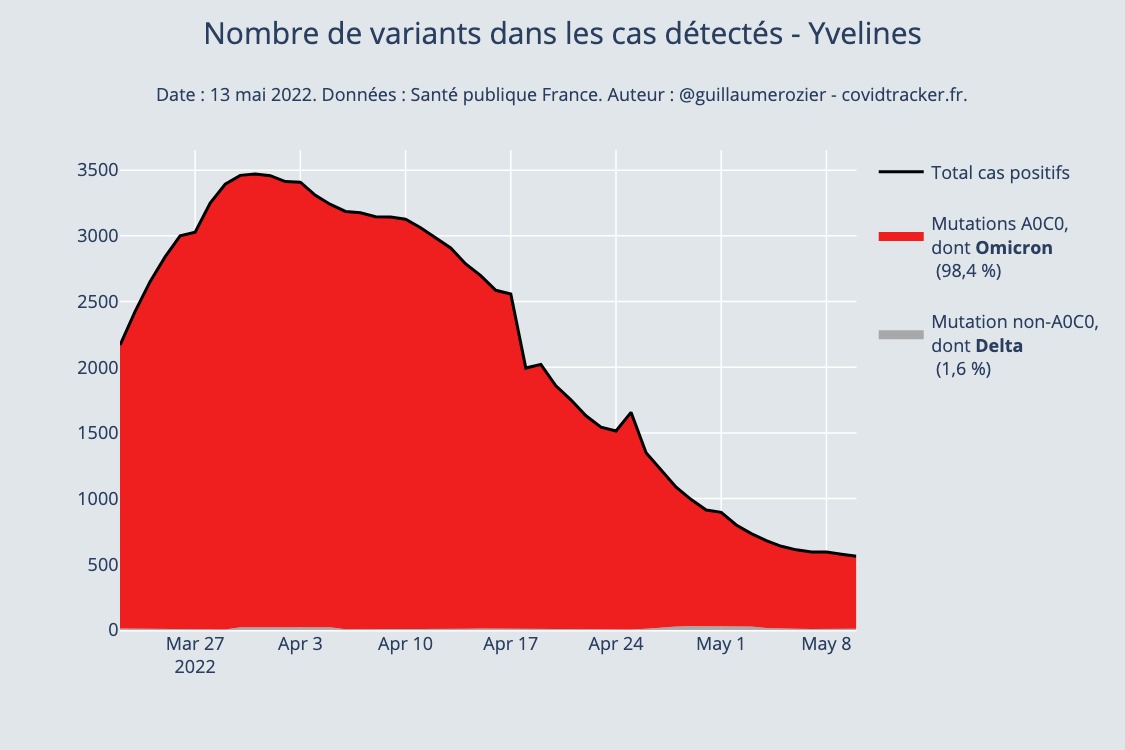 Nombre de variants dans les cas détectés - Yvelines
Date : 13 mai 2022. Données : Santé publique France. Auteur : @guillaumerozier - covidtracker.fr.
3500
3000
2500
2000
1500
1000
500
0
Mar 27
2022
Apr 3
Apr 10
Apr 17
Apr 24
May 1
May 8
Total cas positifs
Mutations A0C0,
dont Omicron
(98,4 %)
Mutation non-A0C0,
dont Delta
(1,6 %)